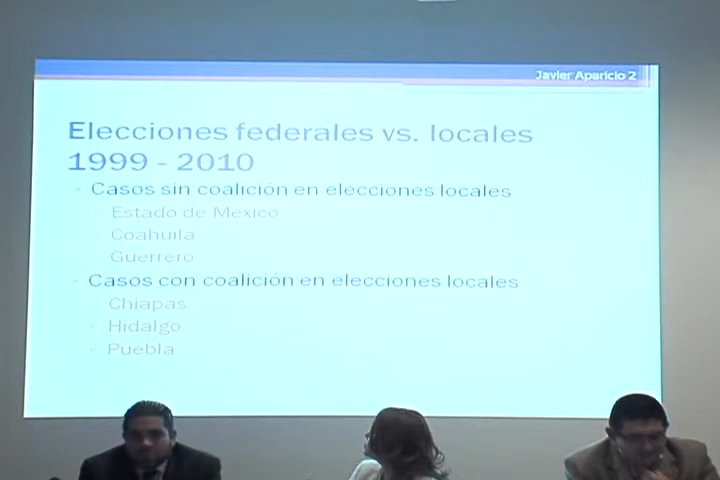 Javier Aparicio 2
Elecciones federales vs. locales
1999 - 2010
Casos sin coalición en elecciones locales
Estado de México
Coahuila
Guerrero
Casos con coalición en elecciones locales
Chiapas
Hidalgo
Puebla